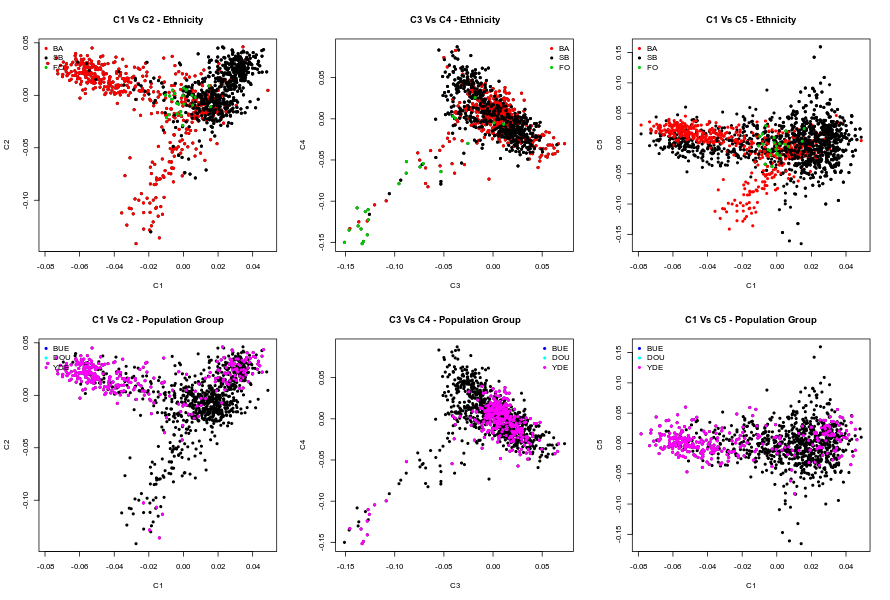 C1 Vs C2 - Ethnicity
C2
0.05
0.00
-0.05
-0.10
BA
SB
FO
-0.08 -0.06 -0.04 -0.02 0.00 0.02 0.04
C1
C3 Vs C4 - Ethnicity
C4
0.05
0.00
-0.05
-0.10
-0.15
BA
SB
FO
-0.15 -0.10 -0.05 0.00 0.05
C3
C1 Vs C5 - Ethnicity
C5
0.15
0.10
0.05
0.00
-0.05
-0.10
-0.15
BA
SB
FO
-0.08 -0.06 -0.04 -0.02 0.00 0.02 0.04
C1
C1 Vs C2 - Population Group
C2
0.05
0.00
-0.05
-0.10
BUE
DOU
YDE
-0.08 -0.06 -0.04 -0.02 0.00 0.02 0.04
C1
C3 Vs C4 - Population Group
C4
0.05
0.00
-0.05
-0.10
-0.15
BUE
DOU
YDE
-0.15 -0.10 -0.05 0.00 0.05
C3
C1 Vs C5 - Population Group
C5
0.15
0.10
0.05
0.00
-0.05
-0.10
-0.15
BUE
DOU
YDE
-0.08 -0.06 -0.04 -0.02 0.00 0.02 0.04
C1